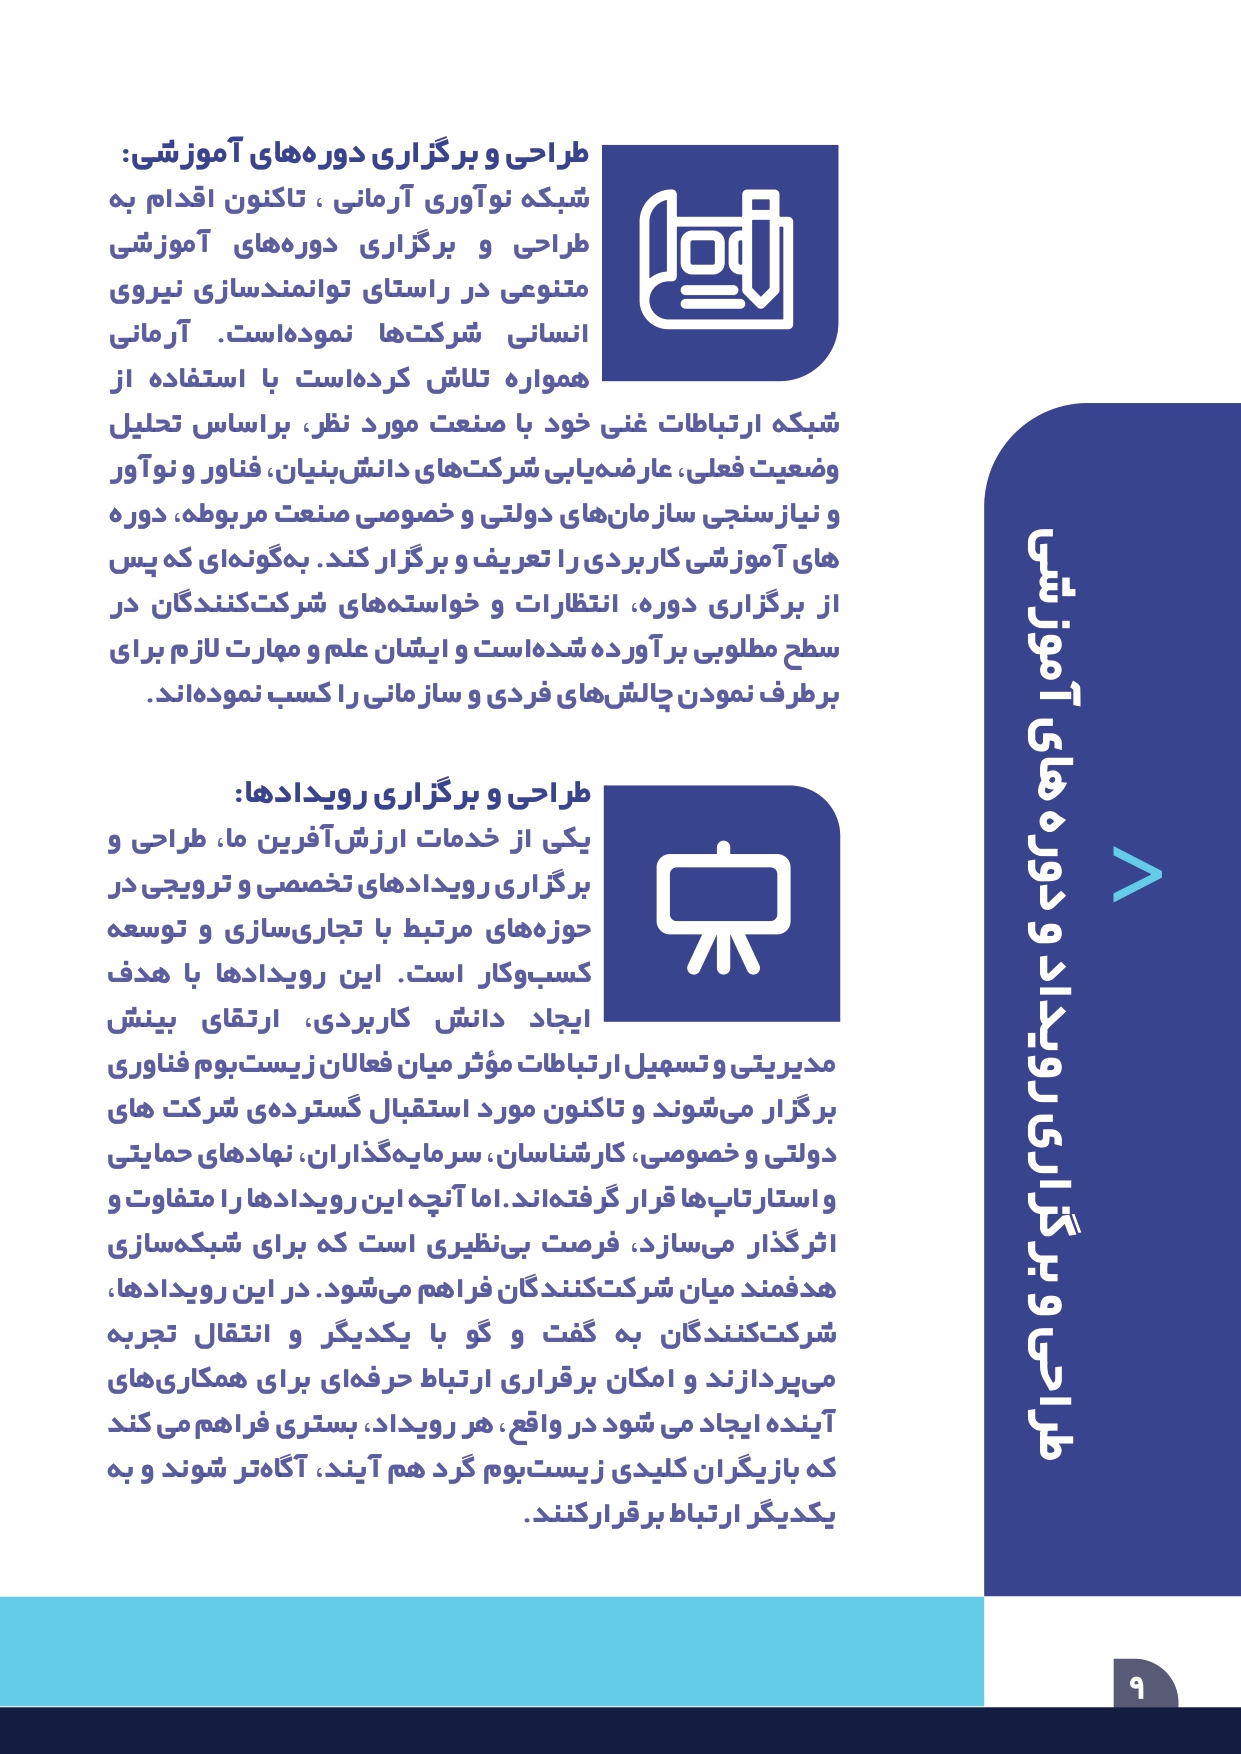 طراحی و برگزاری دوره‌های آموزشی:
شبکه نوآوری آرمانی ، تاکنون اقدام به
طراحی و برگزاری دوره‌های آموزشی
متنوعی در راستای توانمندسازی نیروی
انسانی شرکت‌ها نموده‌است. آرمانی
همواره تلاش کرده‌است با استفاده از
شبکه ارتباطات غنی خود با صنعت مورد نظر، براساس تحلیل
وضعیت فعلی، عارضه‌یابی شرکت‌های دانش‌بنیان، فناور و نوآور
و نیازسنجی سازمان‌های دولتی و خصوصی صنعت مربوطه، دوره
های آموزشی کاربردی را تعریف و برگزار کند. به‌گونه‌ای که پس
از برگزاری دوره، انتظارات و خواسته‌های شرکت‌کنندگان در
سطح مطلوبی برآورده شده‌است و ایشان علم و مهارت لازم برای
برطرف نمودن چالش‌های فردی و سازمانی را کسب نموده‌اند.
طراحی و برگزاری رویدادها:
یکی از خدمات ارزش‌آفرین ما، طراحی و
برگزاری رویدادهای تخصصی و ترویجی در
حوزه‌های مرتبط با تجاری‌سازی و توسعه
کسب‌وکار است. این رویدادها با هدف
ایجاد دانش کاربردی، ارتقای بینش
مدیریتی و تسهیل ارتباطات مؤثر میان فعالان زیست‌بوم فناوری
برگزار می‌شوند و تاکنون مورد استقبال گسترده‌ی شرکت های
دولتی و خصوصی، کارشناسان، سرمایه‌گذاران، نهادهای حمایتی
و استارتاپ‌ها قرار گرفته‌اند.اما آنچه این رویدادها را متفاوت و
اثرگذار می‌سازد، فرصت بی‌نظیری است که برای شبکه‌سازی
هدفمند میان شرکت‌کنندگان فراهم می‌شود. در این رویدادها،
شرکت‌کنندگان به گفت و گو با یکدیگر و انتقال تجربه
می‌پردازند و امکان برقراری ارتباط حرفه‌ای برای همکاری‌های
آینده ایجاد می شود در واقع، هر رویداد، بستری فراهم می کند
که بازیگران کلیدی زیست‌بوم گرد هم آیند، آگاه‌تر شوند و به
یکدیگر ارتباط برقرارکنند.
طراحی و برگزاری رویداد و دوره های آموزشی
۹